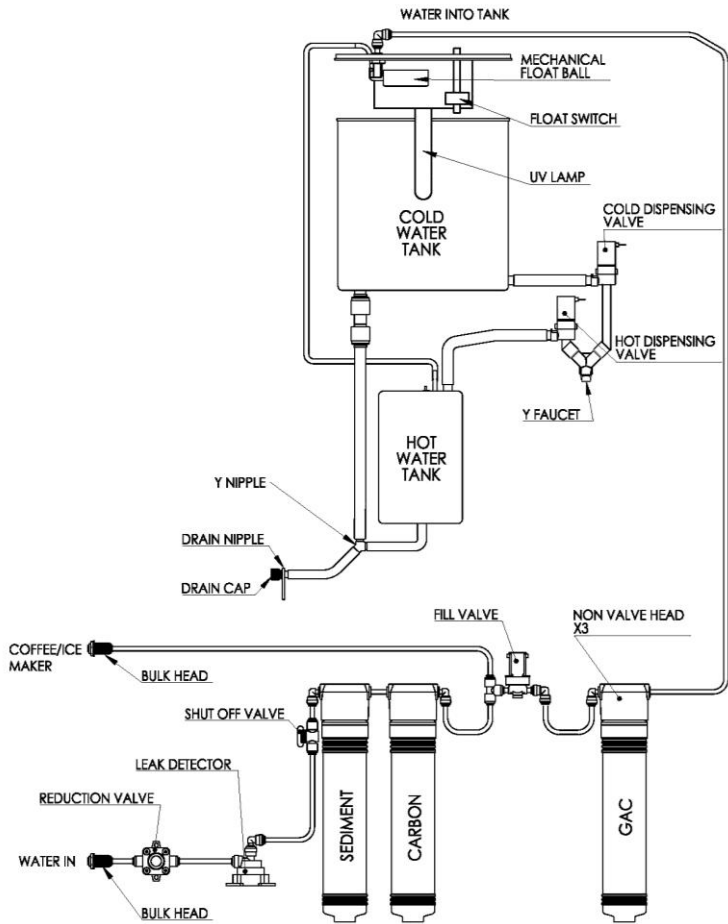 WATER INTO TANK
MECHANICAL
FLOAT BALL
FLOAT SWITCH
UV LAMP
COLD
WATER
TANK
COLD DISPENSING
VALVE
HOT DISPENSING
VALVE
Y FAUCET
HOT
WATER
TANK
Y NIPPLE
DRAIN NIPPLE
DRAIN CAP
FILL VALVE
NON VALVE HEAD
X3
COFFEE/ICE
MAKER
BULK HEAD
SHUT OFF VALVE
LEAK DETECTOR
REDUCTION VALVE
SEDIMENT
CARBON
GAC
WATER IN
BULK HEAD